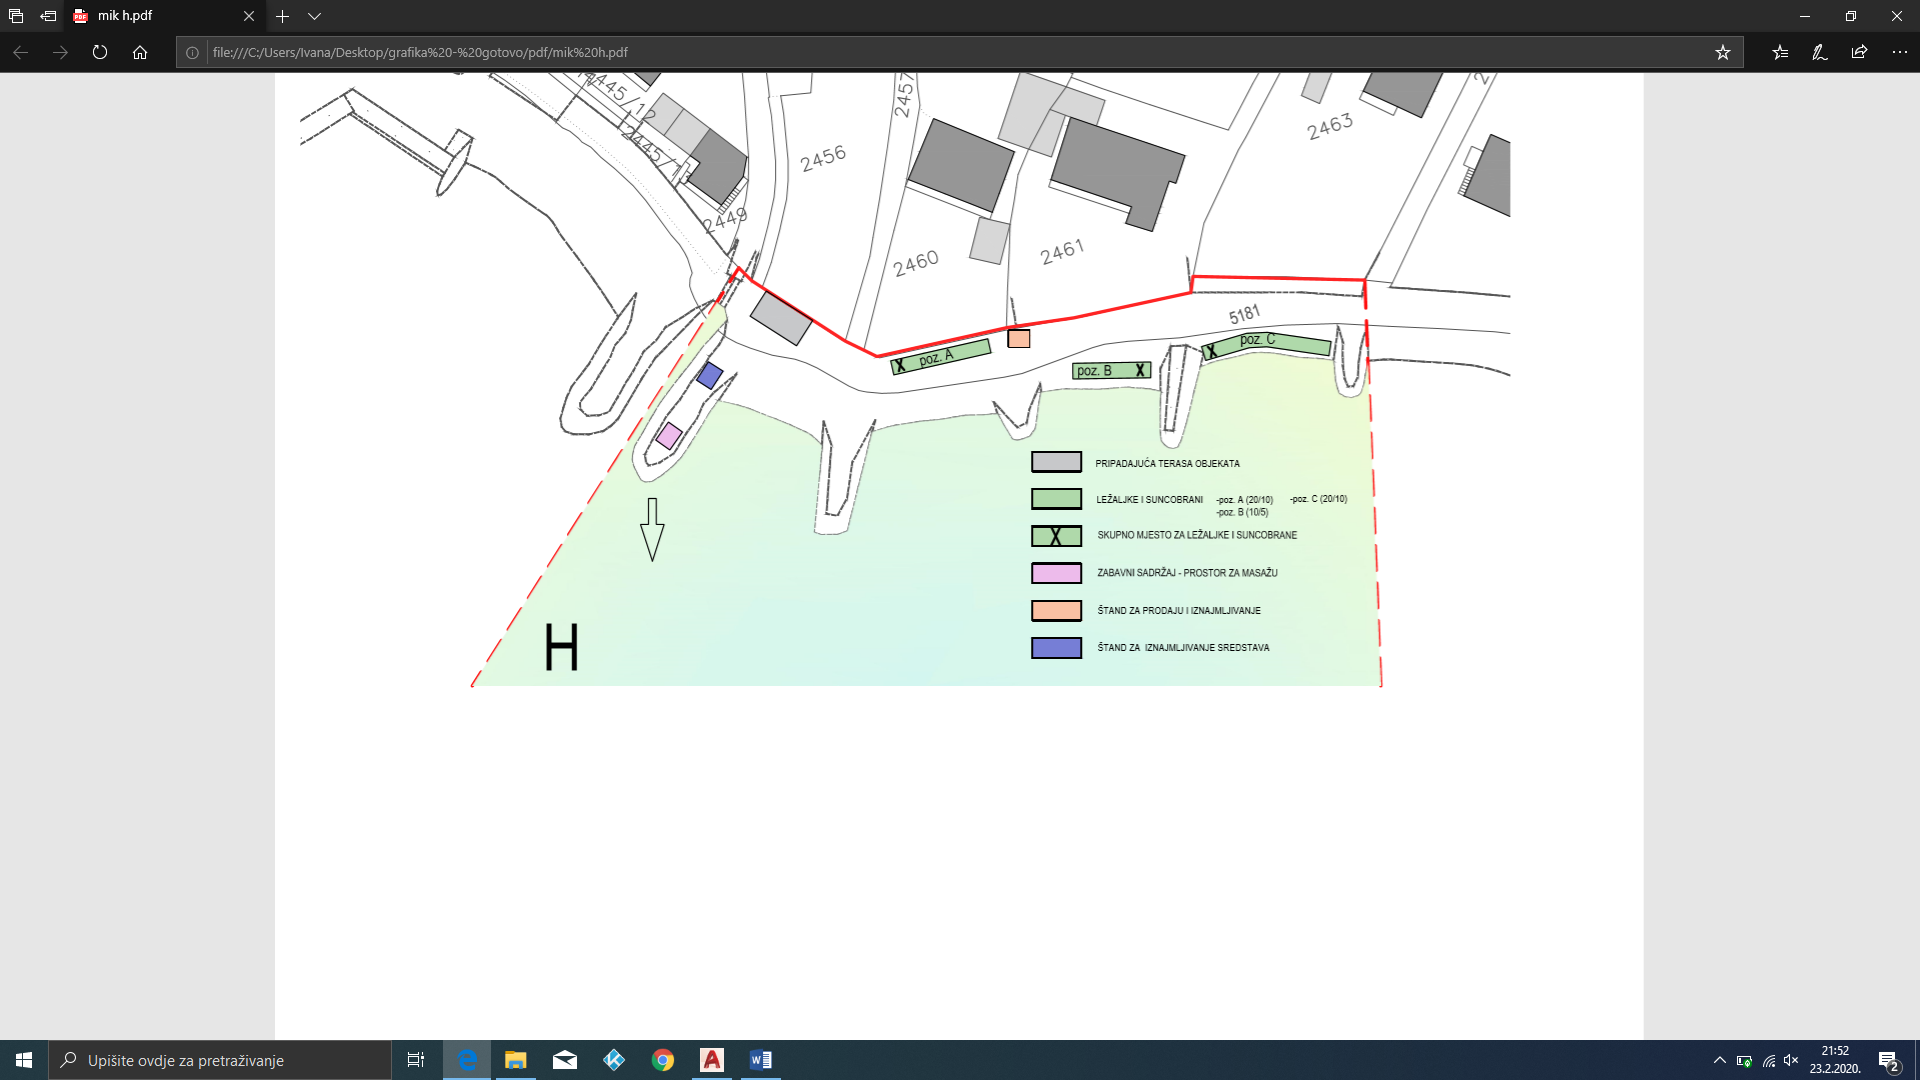 mik h.pdf
file:///C:/Users/Ivana/Desktop/grafika%20-%20gotovo/pdf/mik%20h.pdf
2445/12
2457
2463
2456
2449
2460
2461
5181
poz. A
poz. B
poz. C
X
X
X
PRIPADAJUĆA TERASA OBJEKATA
LEŽALJKE I SUNCOBRANI -poz. A (20/10) -poz. C (20/10)
-poz. B (10/5)
X SKUPNO MJESTO ZA LEŽALJKE I SUNCOBRANE
ZABAVNI SADRŽAJ - PROSTOR ZA MASAŽU
ŠTAND ZA PRODAJU I IZNAJMLJIVANJE
ŠTAND ZA IZNAJMLJIVANJE SREDSTAVA
H
Upišite ovdje za pretraživanje
21:52
23.2.2020.
2